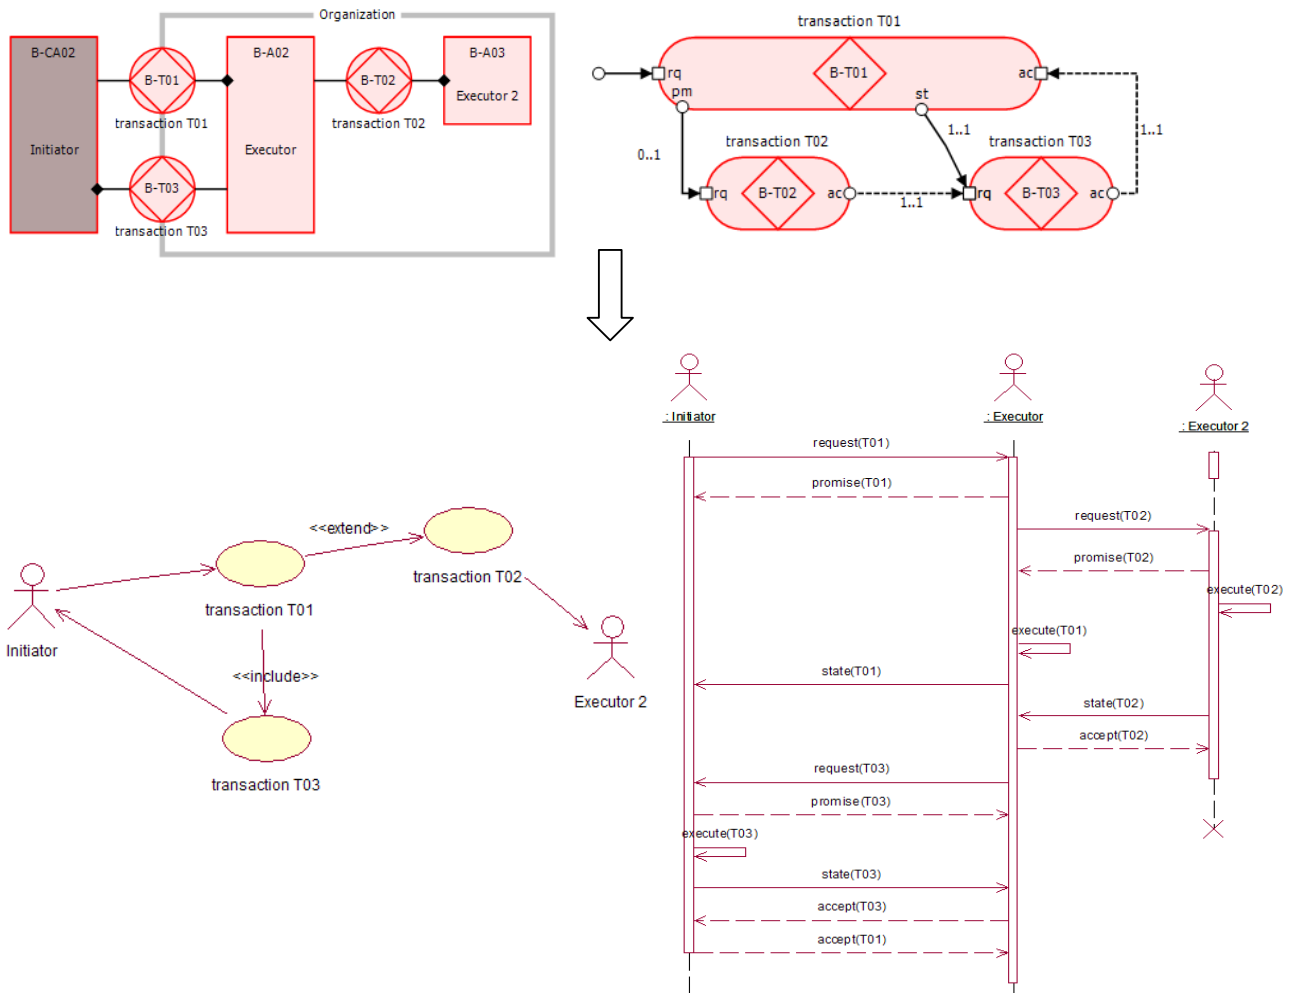 Organization
B-CA02
B-T01
B-A02
B-T02
B-A03
Executor 2
transaction T01
transaction T02
Initiator
Executor
B-T03
transaction T03
transaction T01
rq
B-T01
ac
pm
st
0..1
1..1
1..1
transaction T02
transaction T03
rq
B-T02
ac
1..1
rq
B-T03
ac
<<extend>>
transaction T02
transaction T01
Initiator
<<include>>
Executor 2
transaction T03
: Initiator
: Executor
: Executor 2
request(T01)
promise(T01)
request(T02)
promise(T02)
execute(T02)
execute(T01)
state(T01)
state(T02)
accept(T02)
request(T03)
promise(T03)
execute(T03)
state(T03)
accept(T03)
accept(T01)